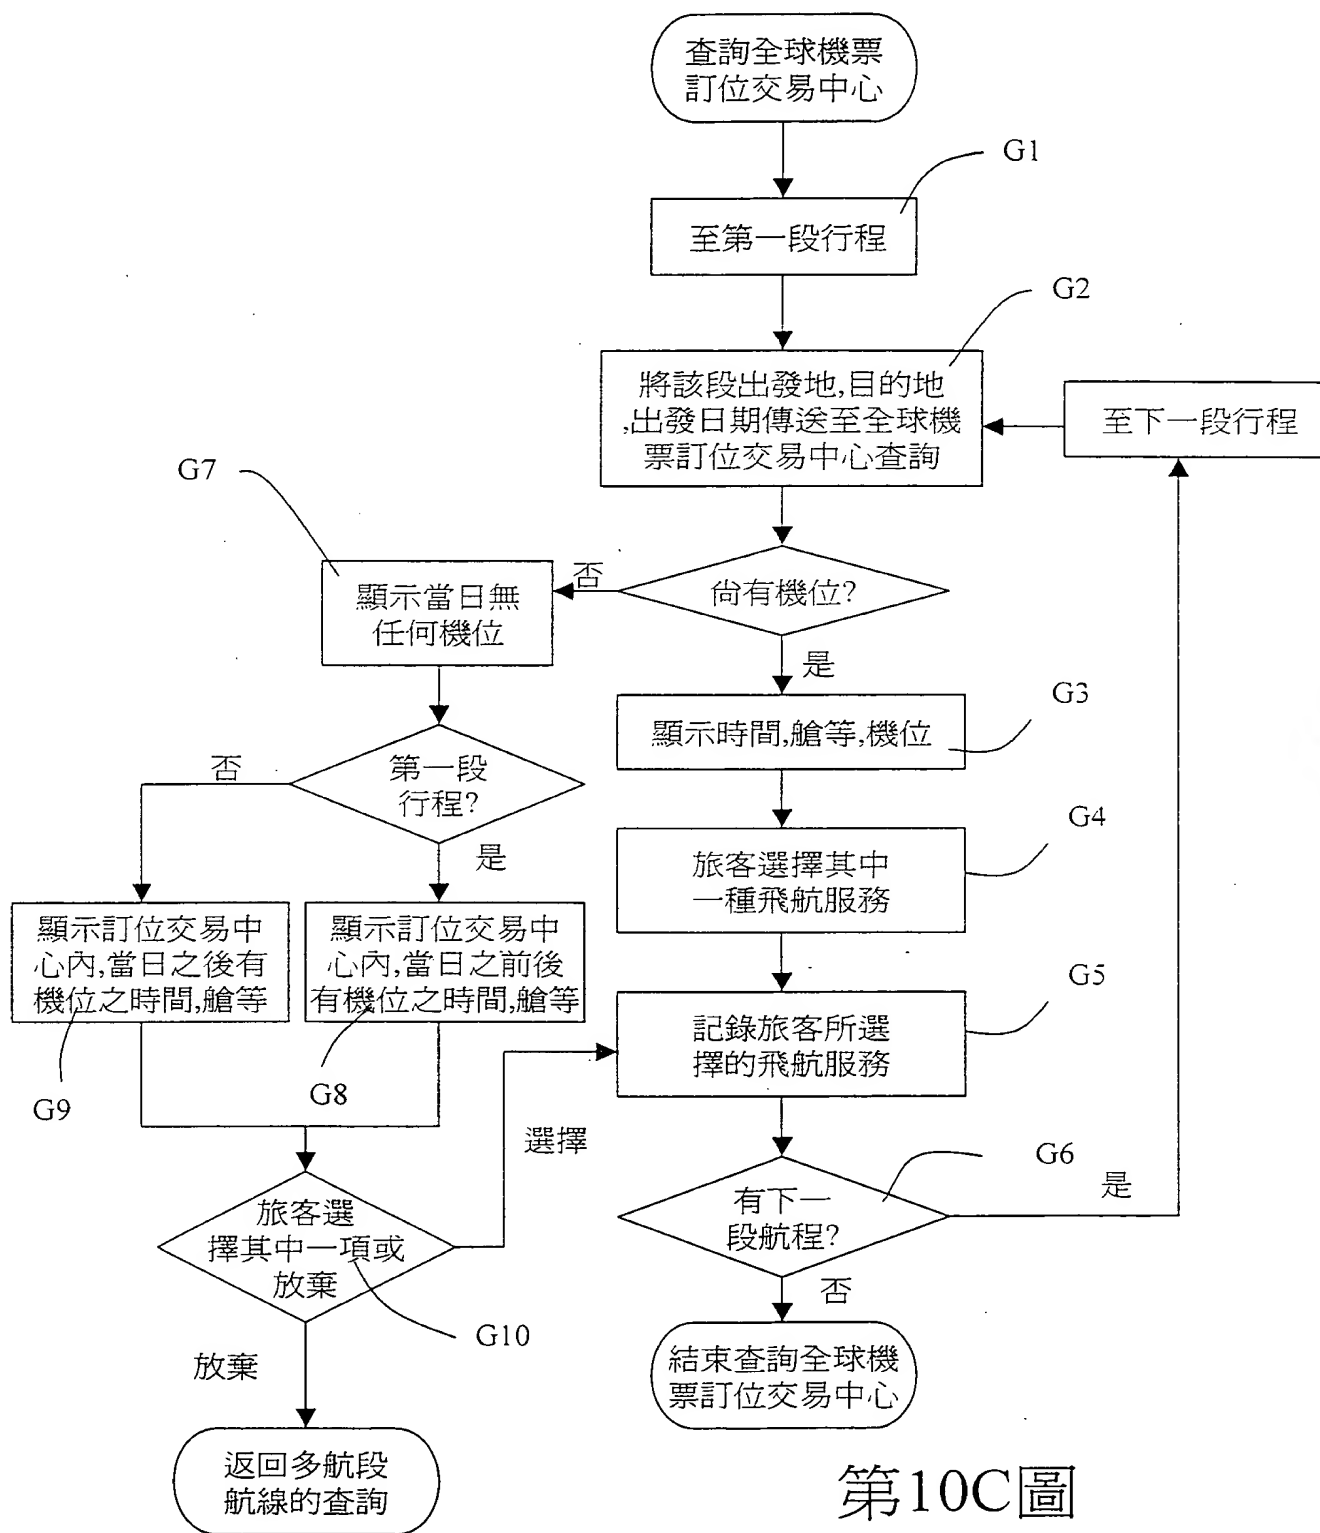 查詢全球機票
訂位交易中心
G1
至第一段行程
G2
將該段出發地,目的地
,出發日期傳送至全球機
票訂位交易中心查詢
至下一段行程
G7
否
尚有機位?
顯示當日無
任何機位
是
G3
顯示時間,艙等,機位
否
第一段
行程?
是
G4
旅客選擇其中
一種飛航服務
顯示訂位交易中
心內,當日之後有
機位之時間,艙等
顯示訂位交易中
心內,當日之前後
有機位之時間,艙等
G5
記錄旅客所選
擇的飛航服務
G9
G8
選擇
G6
是
有下一
段航程?
旅客選
擇其中一項或
放棄
否
G10
放棄
結束查詢全球機
票訂位交易中心
返回多航段
航線的查詢
第10C圖